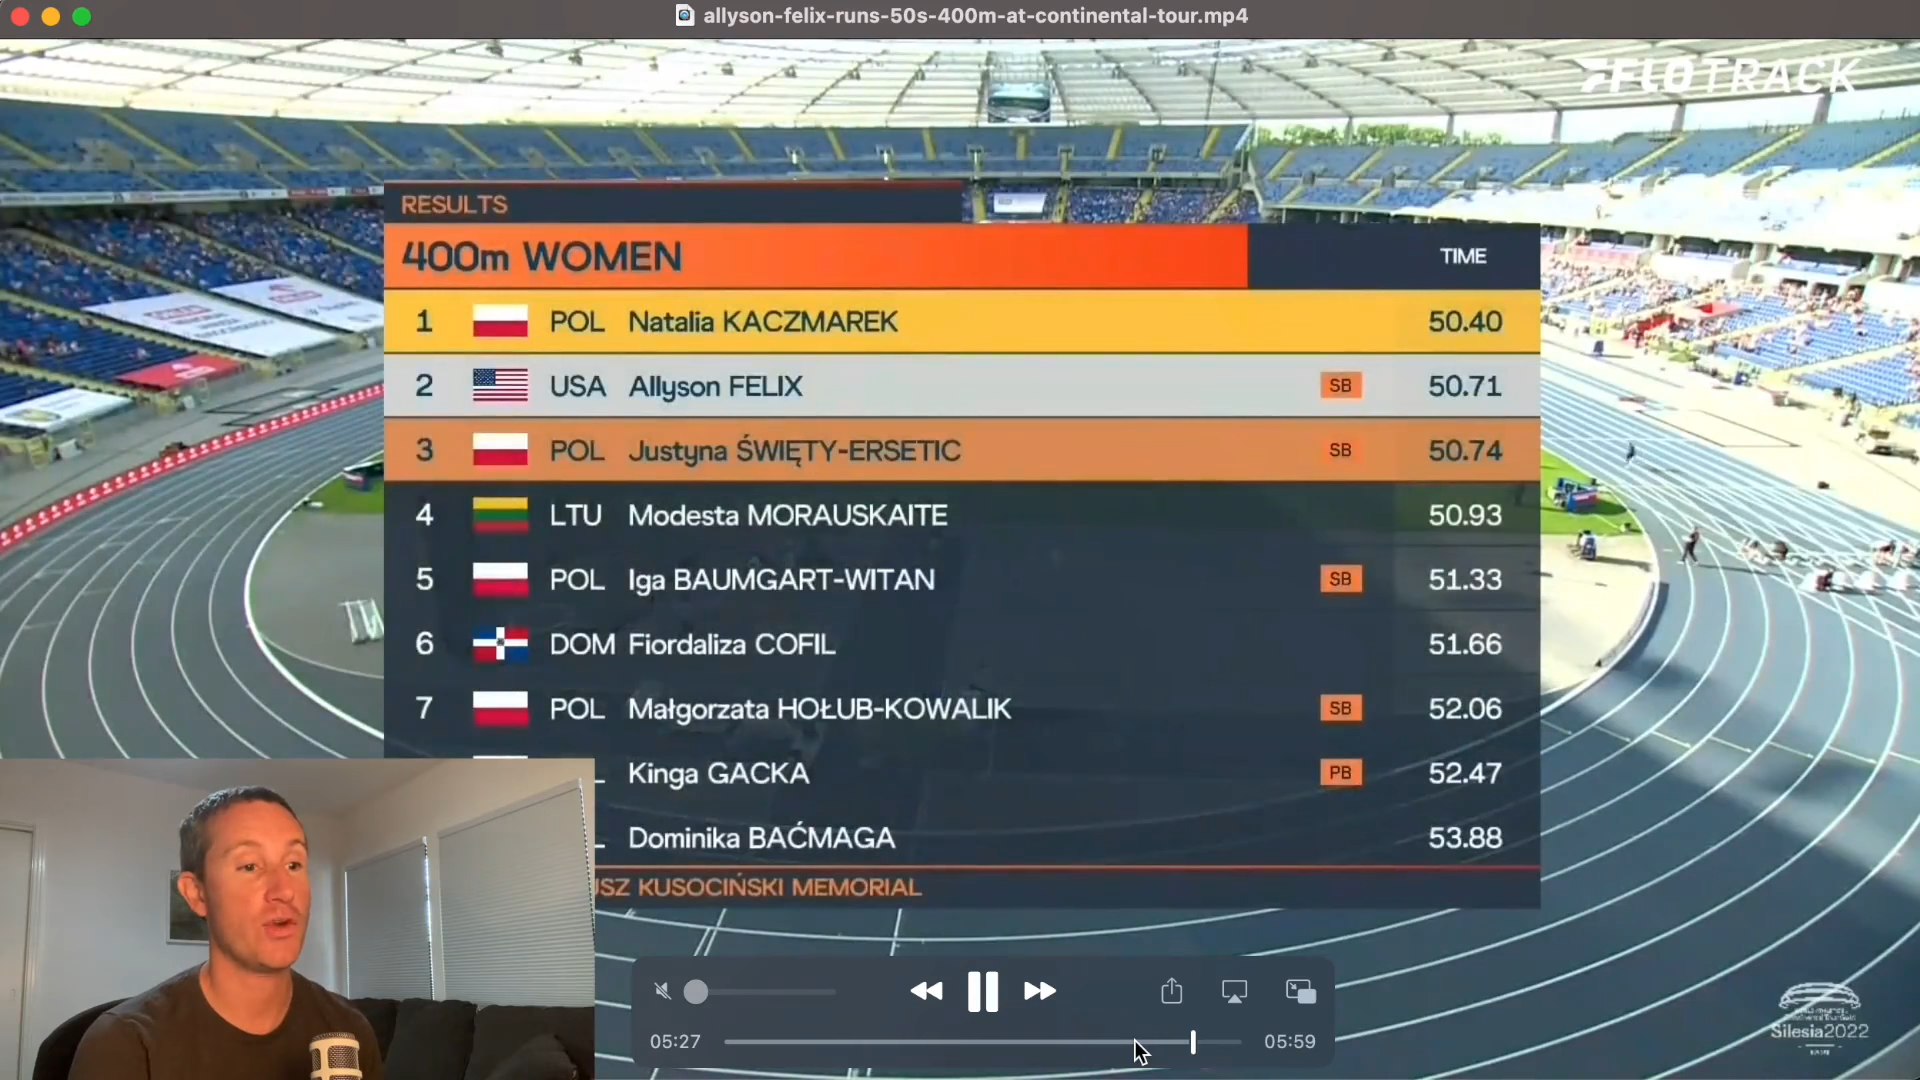 allyson-felix-runs-50s-400m-at-continental-tour.mp4
FLOTRACK
RESULTS
400m WOMEN TIME
1 POL Natalia KACZMAREK 50.40
2 USA Allyson FELIX SB 50.71
3 POL Justyna ŚWIĘTY-ERSETIC SB 50.74
4 LTU Modesta MORAUSKAITE 50.93
5 POL Iga BAUMGART-WITAN SB 51.33
6 DOM Fiordaliza COFIL 51.66
7 POL Małgorzata HOŁUB-KOWALIK SB 52.06
Kinga GACKA PB 52.47
Dominika BAĆMAGA 53.88
USZ KUSOCIŃSKI MEMORIAL
05:27 05:59
Silesia2022